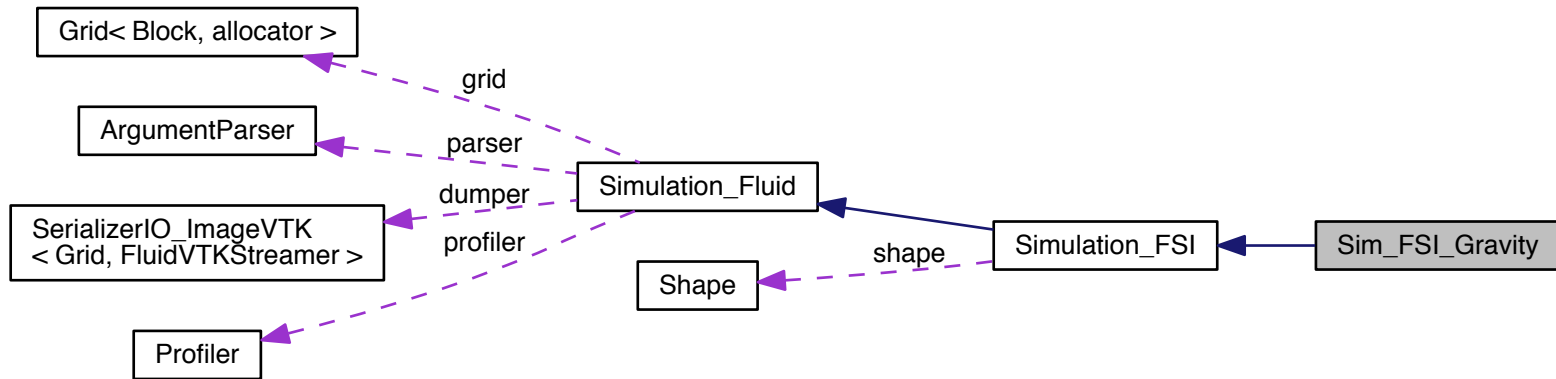 Grid< Block, allocator >
grid
ArgumentParser
parser
dumper
Simulation_Fluid
SerializerIO_ImageVTK
< Grid, FluidVTKStreamer >
profiler
shape
Simulation_FSI
Sim_FSI_Gravity
Shape
Profiler